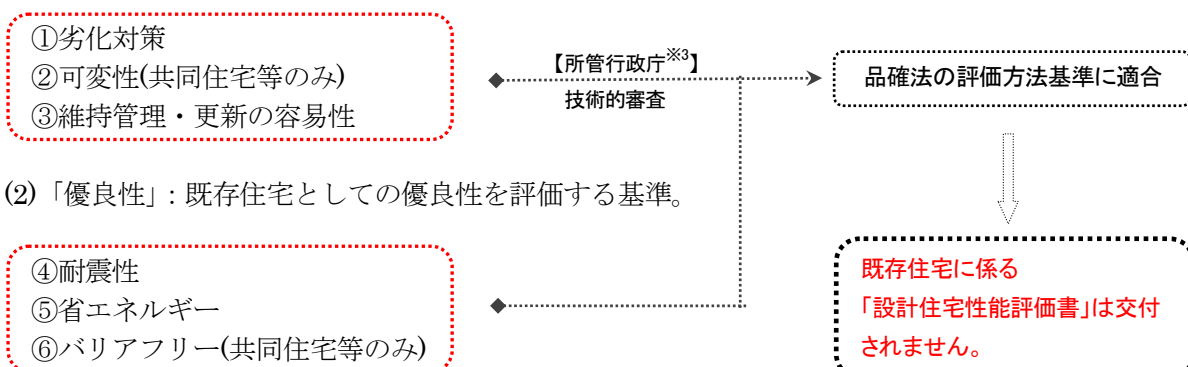 ①劣化対策
②可変性(共同住宅等のみ)
③維持管理・更新の容易性
【所管行政庁※3】
技術的審査
品確法の評価方法基準に適合
(2)「優良性」: 既存住宅としての優良性を評価する基準。
④耐震性
⑤省エネルギー
⑥バリアフリー(共同住宅等のみ)
既存住宅に係る
「設計住宅性能評価書」は交付
されません。